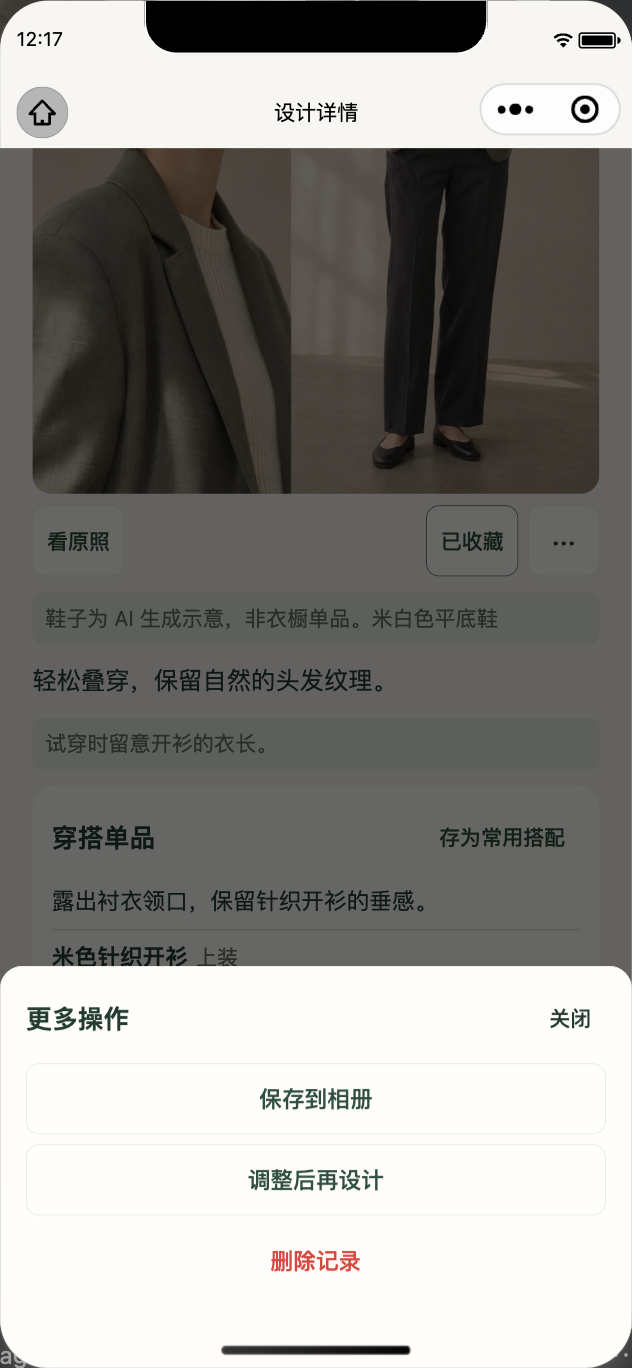 12:17
设计详情
看原照
已收藏
...
鞋子为 AI 生成示意，非衣橱单品。米白色平底鞋
轻松叠穿，保留自然的头发纹理。
试穿时留意开衫的衣长。
穿搭单品 存为常用搭配
露出衬衣领口，保留针织开衫的垂感。
米色针织开衫 上装
更多操作 关闭
保存到相册
调整后再设计
删除记录